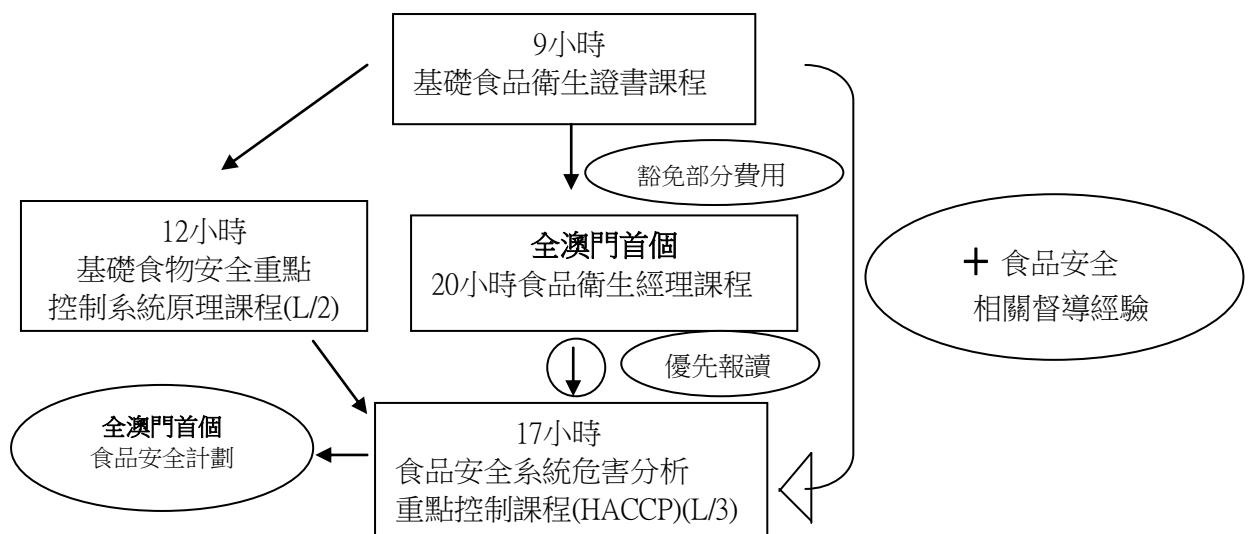 9小時
基礎食品衛生證書課程
豁免部分費用
12小時
基礎食物安全重點
控制系統原理課程(L/2)
全澳門首個
20小時食品衛生經理課程
+ 食品安全
相關督導經驗
優先報讀
全澳門首個
食品安全計劃
17小時
食品安全系統危害分析
重點控制課程(HACCP)(L/3)